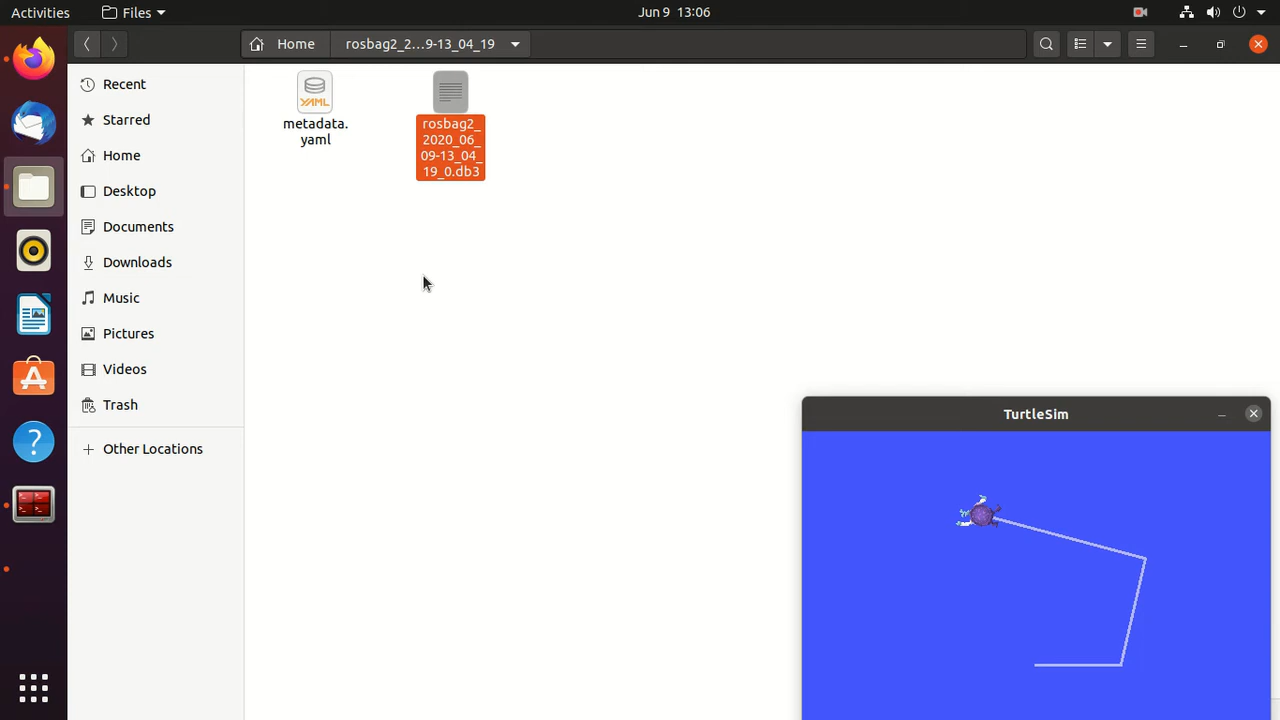 Activities
Files
Jun 9 13:06
Home
rosbag2_2…9-13_04_19
Recent
Starred
Home
Desktop
Documents
Downloads
Music
Pictures
Videos
Trash
Other Locations
YAML
metadata.
yaml
rosbag2_
2020_06_
09-13_04_
19_0.db3
TurtleSim